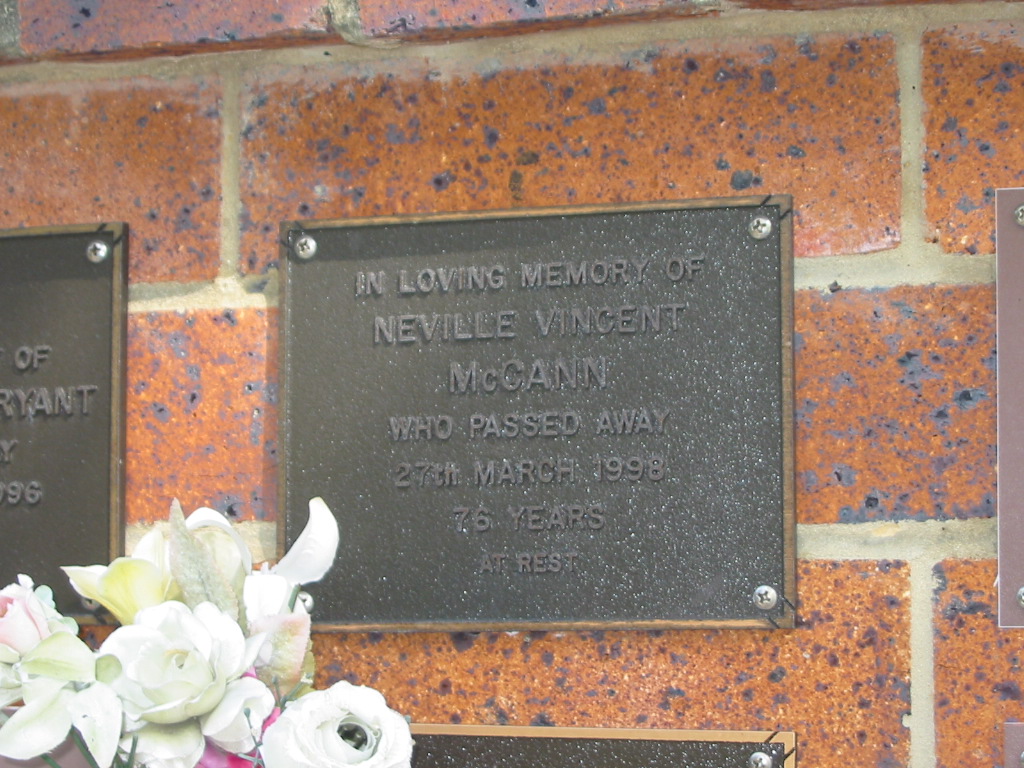 IN LOVING MEMORY OF
NEVILLE VINCENT
McCANN
WHO PASSED AWAY
27th MARCH 1998
76 YEARS
AT REST
OF
RYANT
Y
996